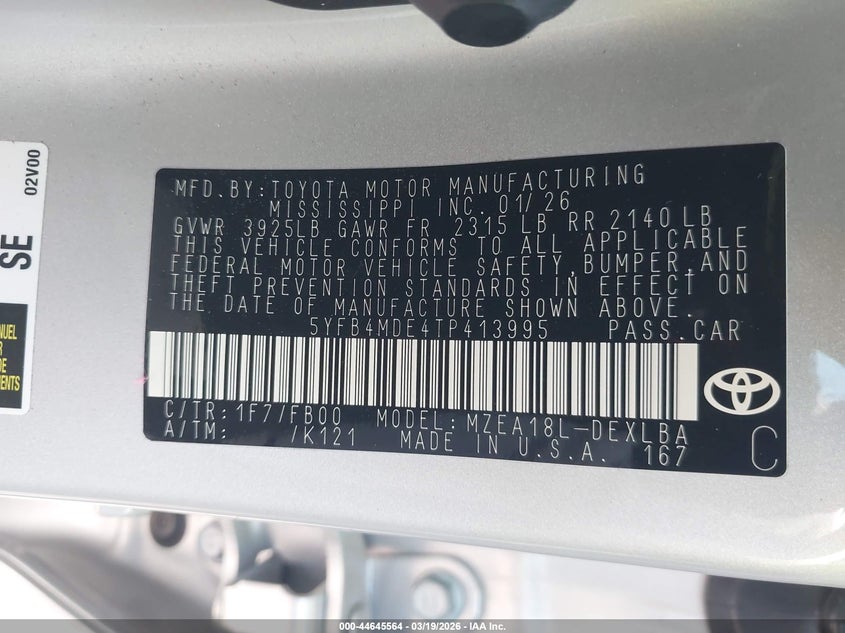 02V00
SE
NUEL
R
DE
MENTS
MFD.BY:TOYOTA MOTOR MANUFACTURING
MISSISSIPPI INC. 01/26
GVWR 3925LB GAWR FR 2315 LB RR 2140 LB
THIS VEHICLE CONFORMS TO ALL APPLICABLE
FEDERAL MOTOR VEHICLE SAFETY,BUMPER,AND
THEFT PREVENTION STANDARDS IN EFFECT ON
THE DATE OF MANUFACTURE SHOWN ABOVE.
5YFB4MDE4TP413995 PASS.CAR
C/TR:1F7/FB00 MODEL:MZEA18L-DEXLBA
A/TM: /K121 MADE IN U.S.A. 167
C
000-44645564 | 03/19/2026 | IAA Inc.